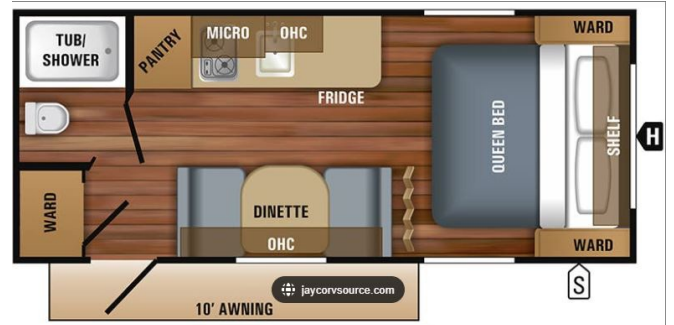 TUB/
SHOWER
PANTRY
MICRO
OHC
FRIDGE
WARD
QUEEN BED
SHELF
H
WARD
DINETTE
OHC
WARD
S
jaycorvsource.com
10' AWNING